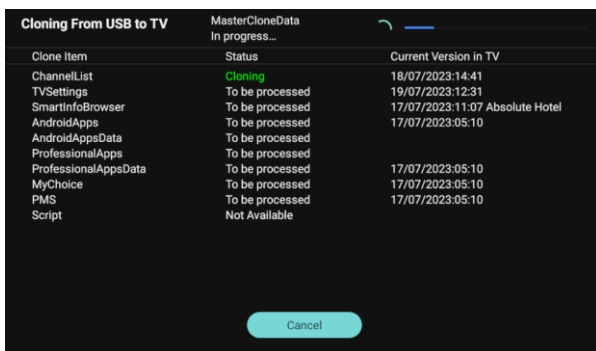 Cloning From USB to TV
MasterCloneData
In progress...
Clone Item Status Current Version in TV
ChannelList Cloning 18/07/2023:14:41
TVSettings To be processed 19/07/2023:12:31
SmartInfoBrowser To be processed 17/07/2023:11:07 Absolute Hotel
AndroidApps To be processed 17/07/2023:05:10
AndroidAppsData To be processed
ProfessionalApps To be processed
ProfessionalAppsData To be processed 17/07/2023:05:10
MyChoice To be processed 17/07/2023:05:10
PMS To be processed 17/07/2023:05:10
Script Not Available
Cancel